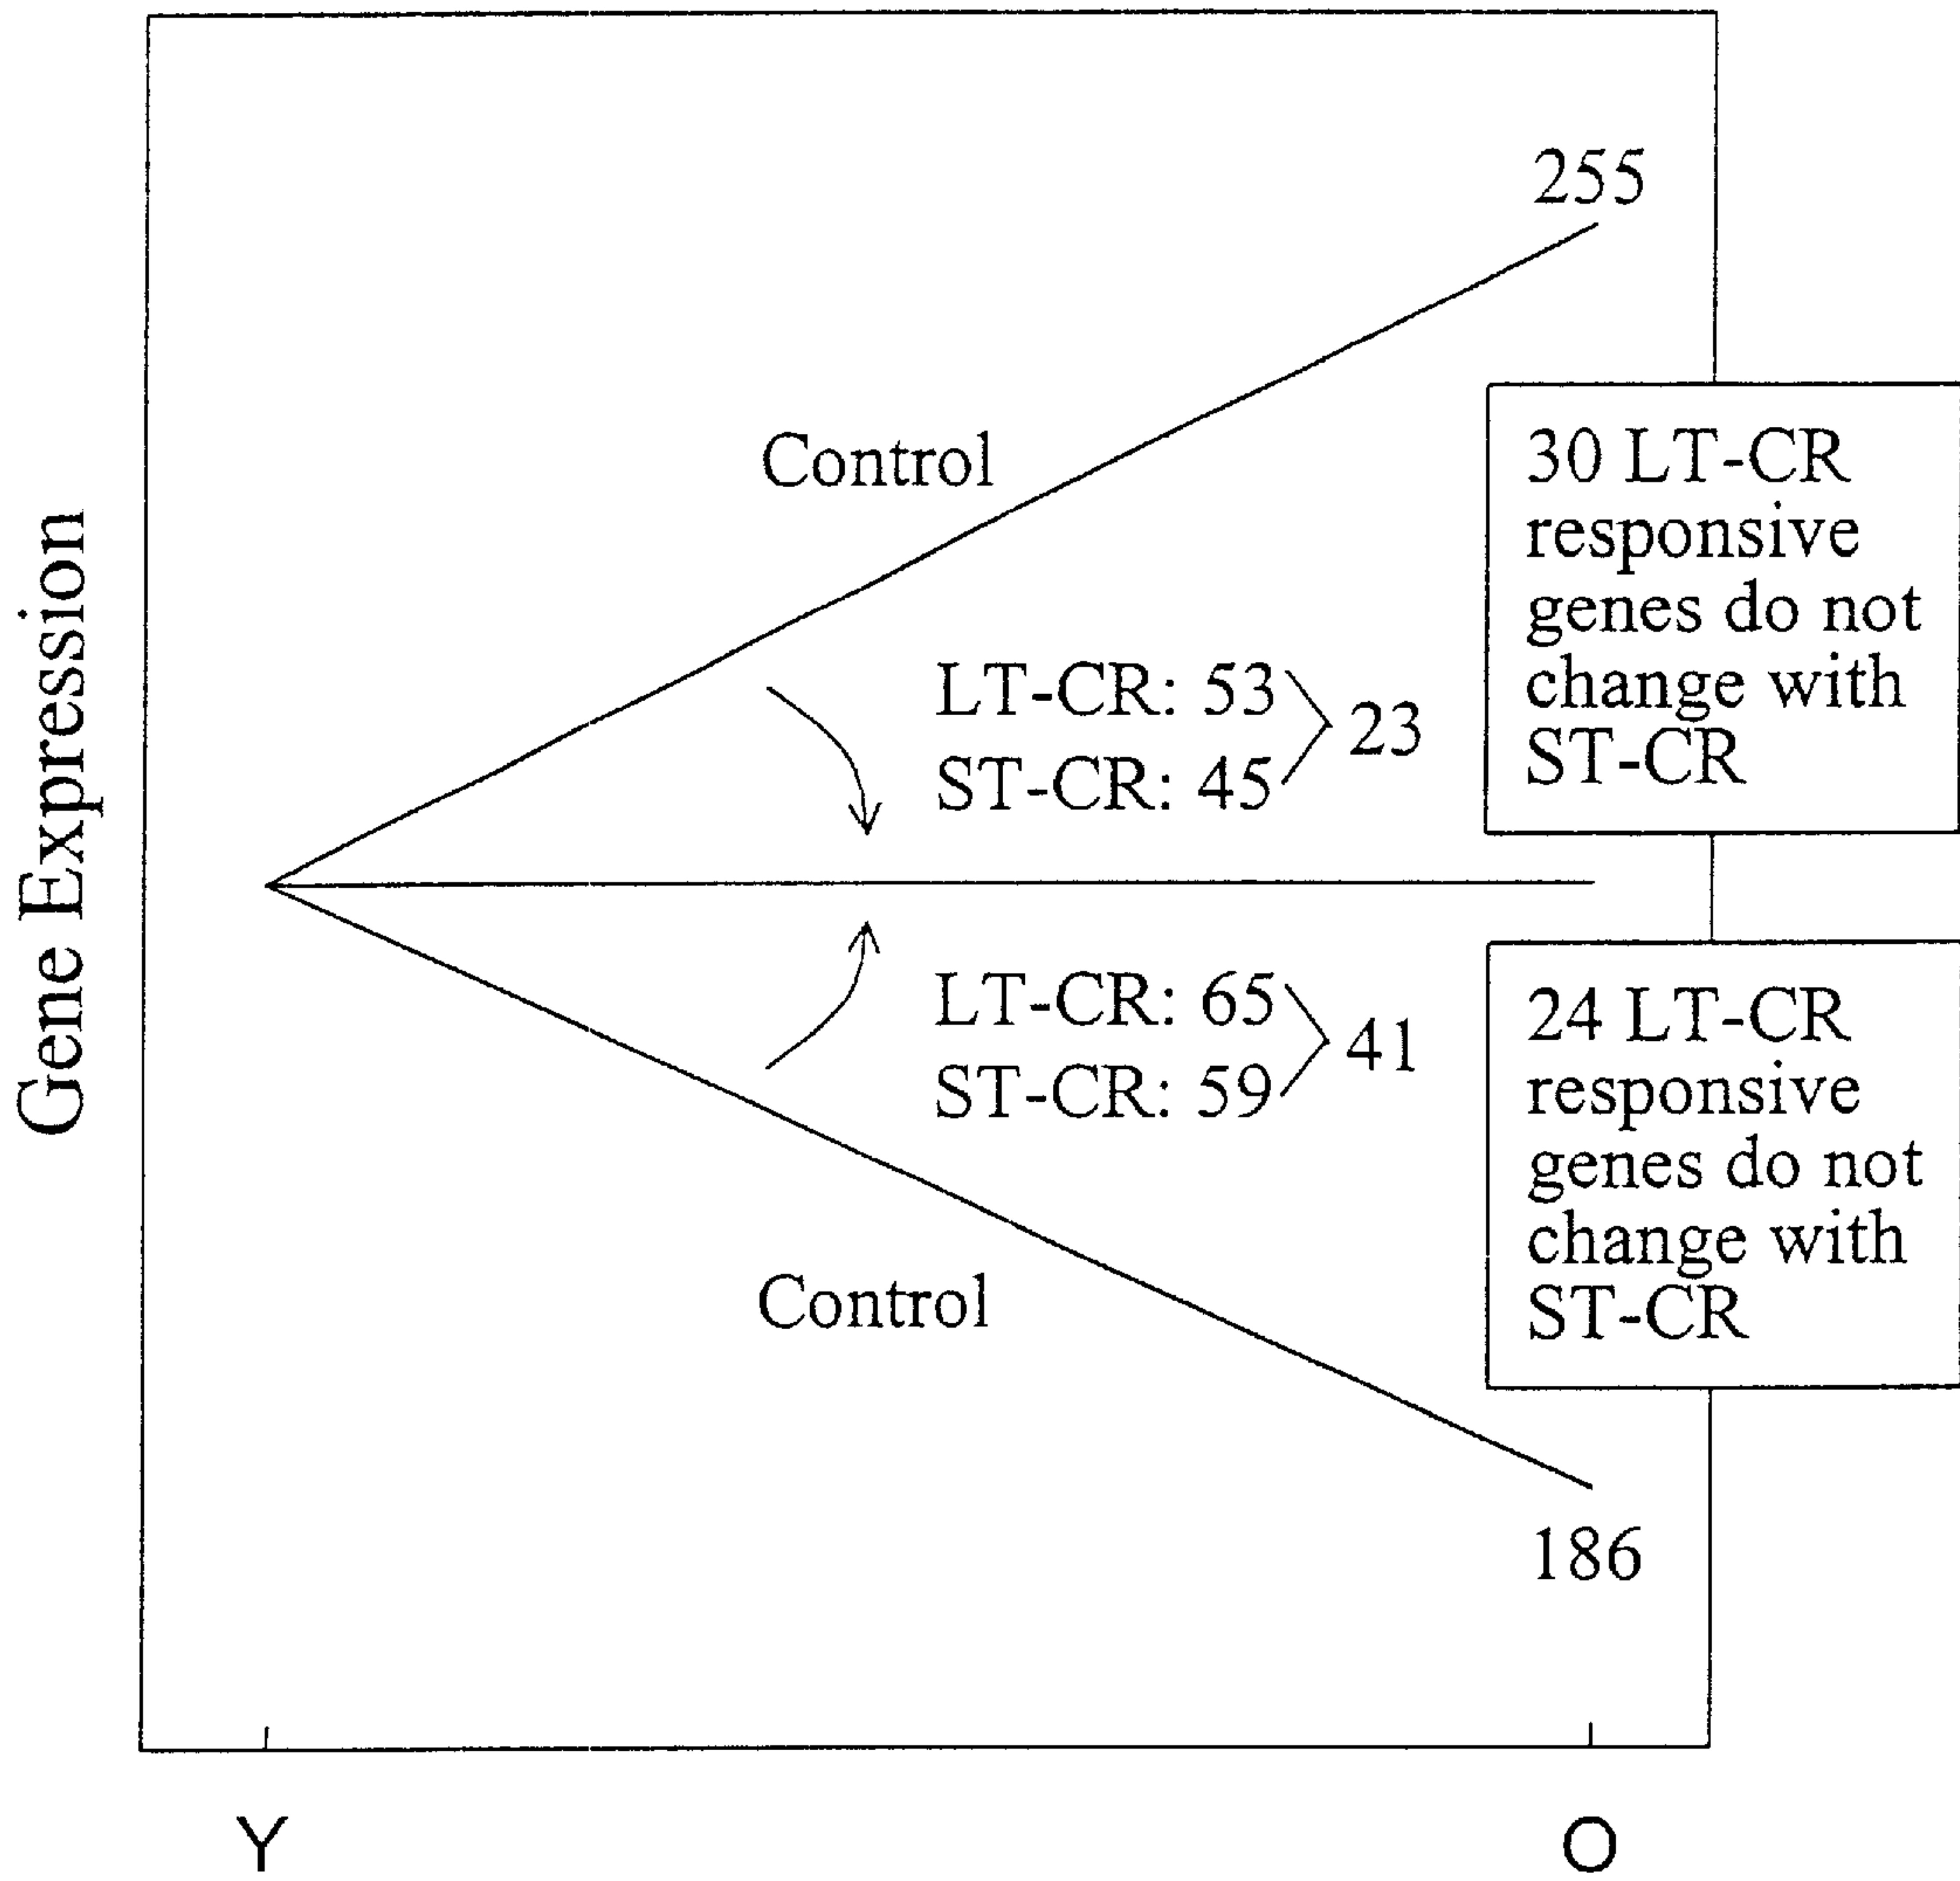 255
Control
30 LT-CR
responsive
genes do not
change with
ST-CR
LT-CR: 53
ST-CR: 45
23
Gene Expression
LT-CR: 65
ST-CR: 59
41
24 LT-CR
responsive
genes do not
change with
ST-CR
Control
186
Y
O